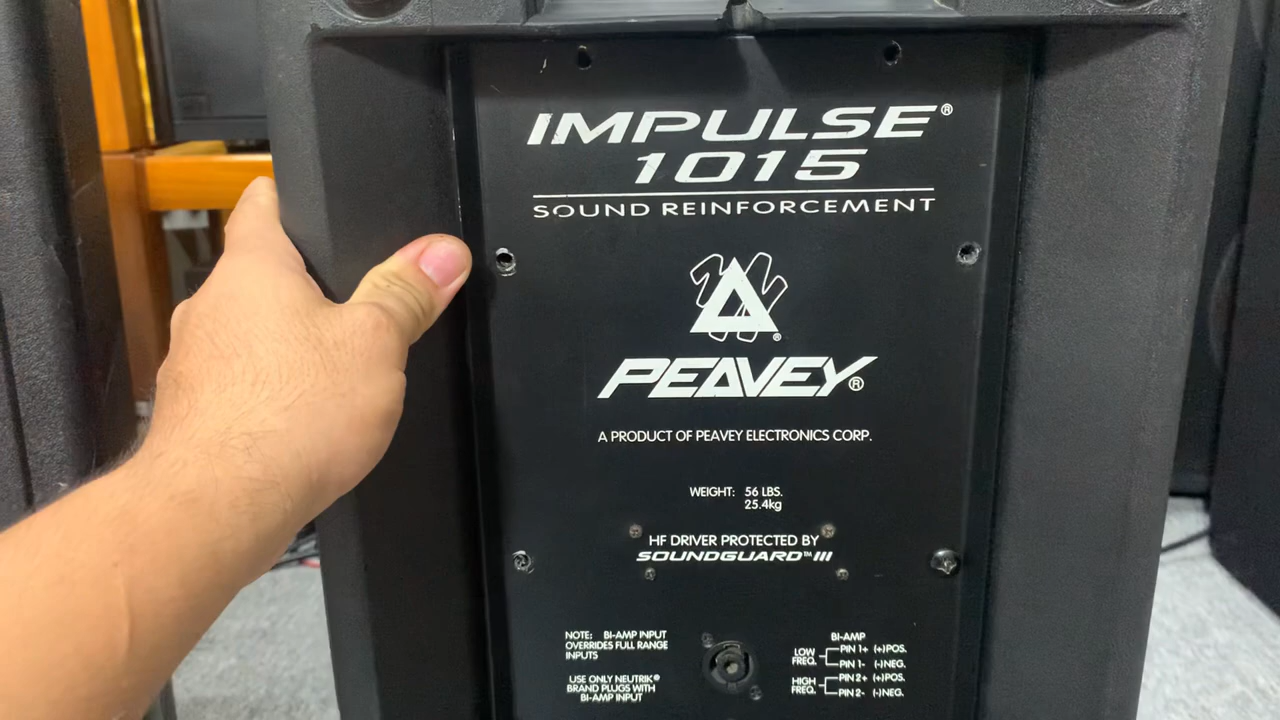 IMPULSE®
1015
SOUND REINFORCEMENT
®
PEAVEY®
A PRODUCT OF PEAVEY ELECTRONICS CORP.
WEIGHT: 56 LBS.
25.4kg
HF DRIVER PROTECTED BY
SOUNDGUARD™ III
NOTE: BI-AMP INPUT
OVERRIDES FULL RANGE
INPUTS
USE ONLY NEUTRIK®
BRAND PLUGS WITH
BI-AMP INPUT
BI-AMP
LOW FREQ.
PIN 1+ (+)POS.
PIN 1- (-)NEG.
HIGH FREQ.
PIN 2+ (+)POS.
PIN 2- (-)NEG.